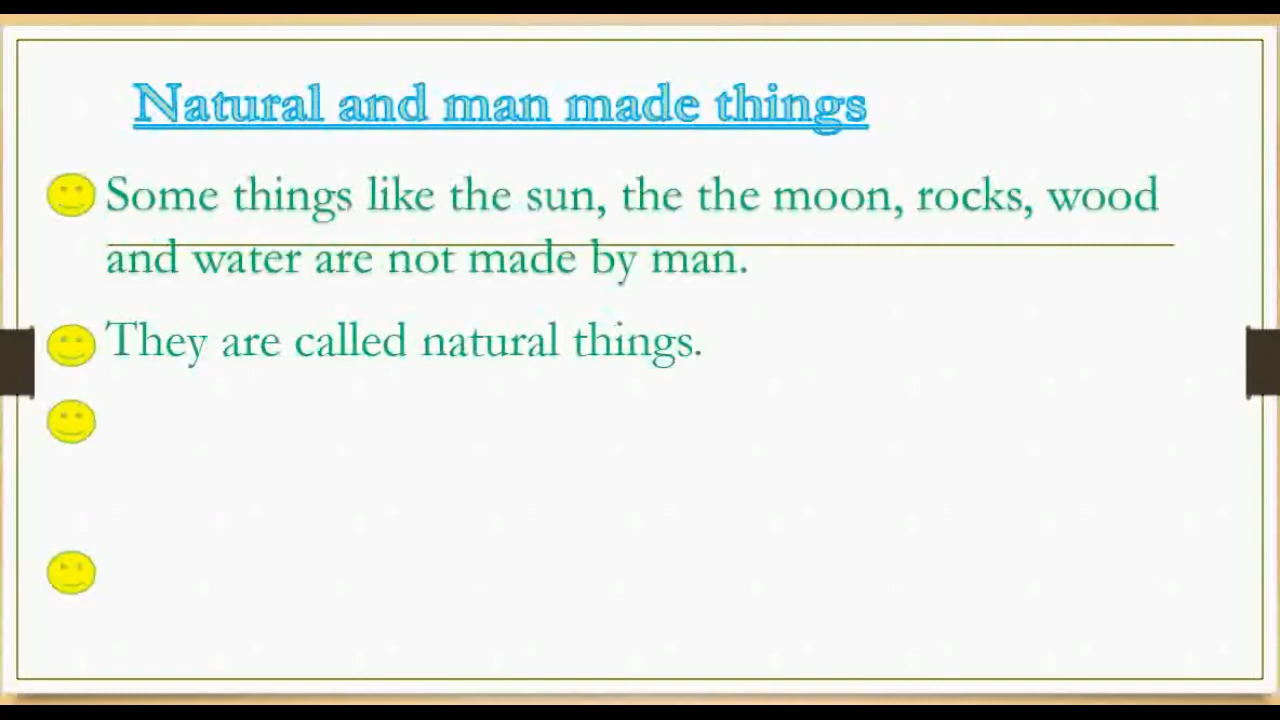 Natural and man made things
Some things like the sun, the the moon, rocks, wood
and water are not made by man.
They are called natural things.